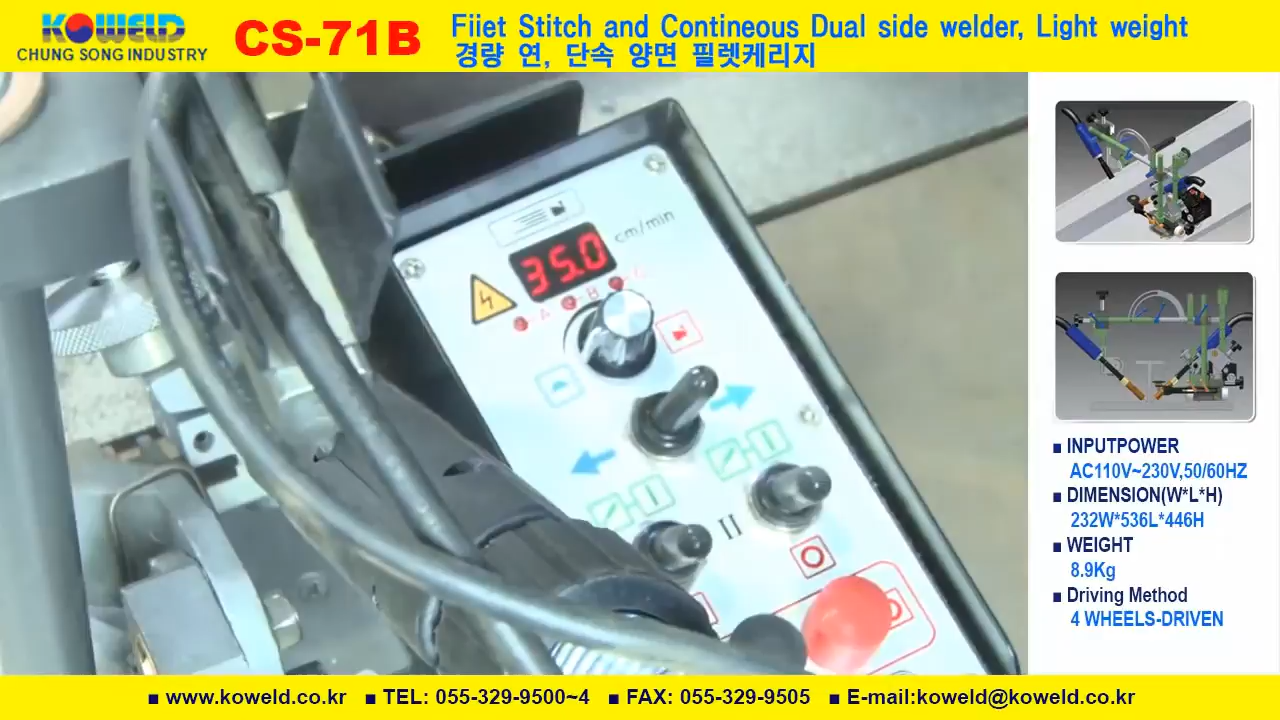 KOWELD
CHUNG SONG INDUSTRY
CS-71B
Fiiet Stitch and Contineous Dual side welder, Light weight
경량 연, 단속 양면 필렛케리지
35.0
cm/min
A B C
II
■ INPUTPOWER
AC110V~230V,50/60HZ
■ DIMENSION(W*L*H)
232W*536L*446H
■ WEIGHT
8.9Kg
■ Driving Method
4 WHEELS-DRIVEN
■ www.koweld.co.kr ■ TEL: 055-329-9500~4 ■ FAX: 055-329-9505 ■ E-mail:koweld@koweld.co.kr